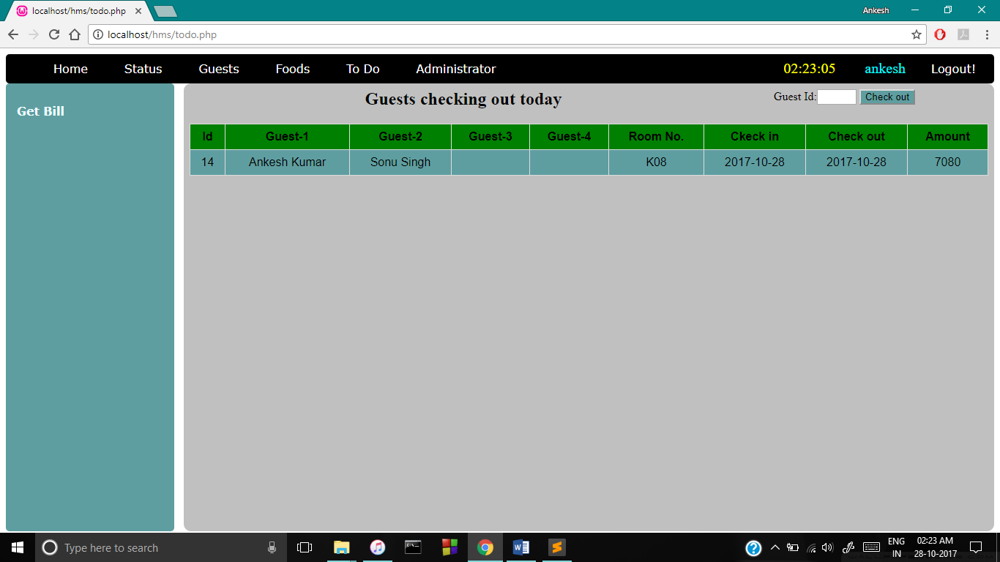 localhost/hms/todo.php
Ankesh
localhost/hms/todo.php
Home Status Guests Foods To Do Administrator 02:23:05 ankesh Logout!
Get Bill
Guests checking out today
Guest Id: Check out
Id Guest-1 Guest-2 Guest-3 Guest-4 Room No. Ckeck in Check out Amount
14 Ankesh Kumar Sonu Singh K08 2017-10-28 2017-10-28 7080
Type here to search
ENG 02:23 AM
IN 28-10-2017